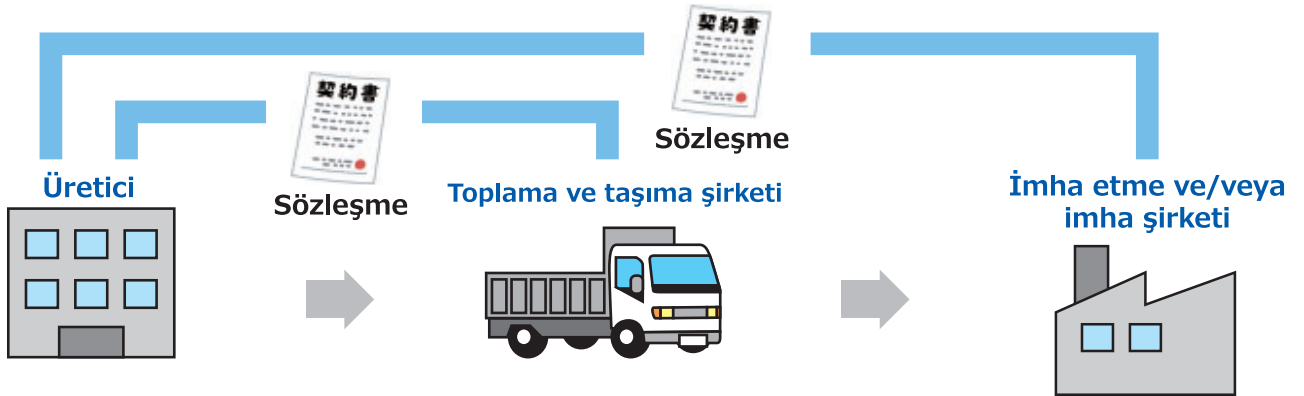 契約書
Sözleşme
契約書
Sözleşme
Üretici
Toplama ve taşıma şirketi
İmha etme ve/veya
imha şirketi